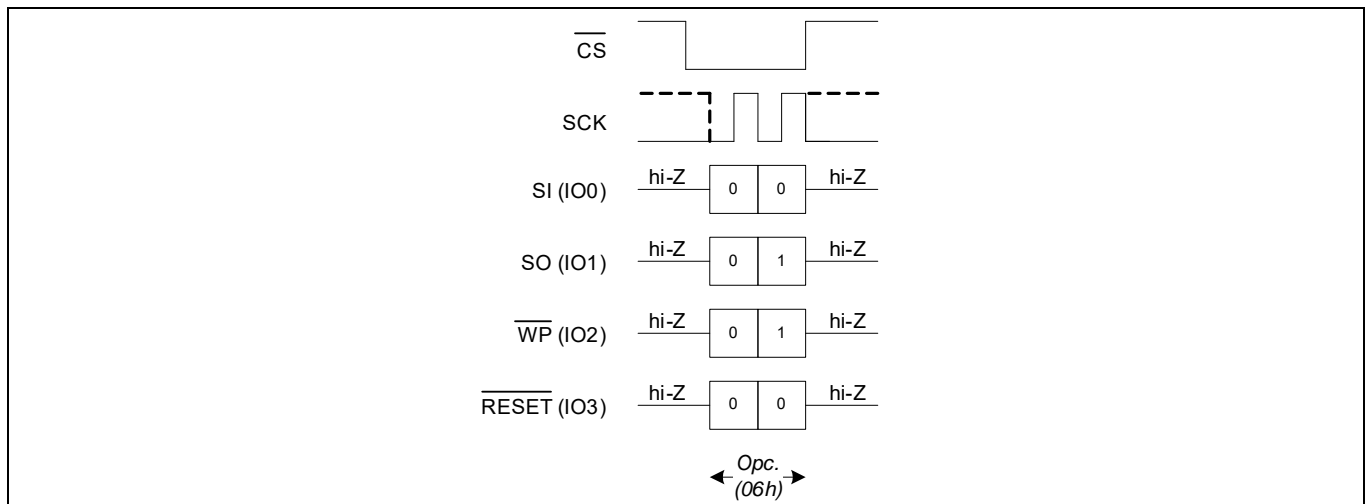 CS
SCK
SI (IO0) hi-Z 0 0 hi-Z
SO (IO1) hi-Z 0 1 hi-Z
WP (IO2) hi-Z 0 1 hi-Z
RESET (IO3) hi-Z 0 0 hi-Z
Opc.
(06h)